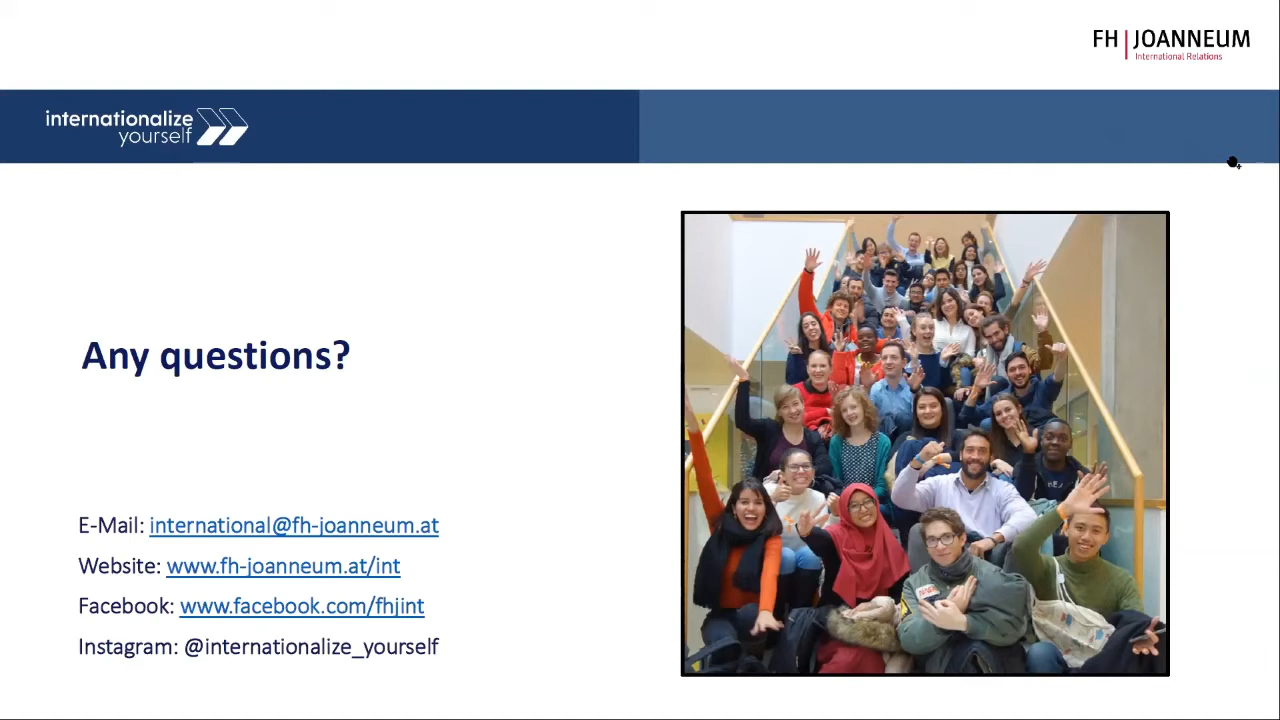 FH | JOANNEUM
International Relations
internationalize
yourself
Any questions?
E-Mail: international@fh-joanneum.at
Website: www.fh-joanneum.at/int
Facebook: www.facebook.com/fhjint
Instagram: @internationalize_yourself